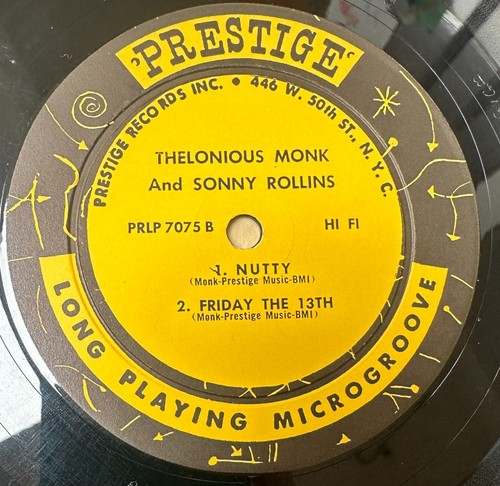 PRESTIGE
PRESTIGE RECORDS INC. • 446 W. 50th ST., N.Y.C.
THELONIOUS MONK
And SONNY ROLLINS
PRLP 7075 B HI FI
1. NUTTY
(Monk-Prestige Music-BMI)
2. FRIDAY THE 13TH
(Monk-Prestige Music-BMI)
LONG PLAYING MICROGROOVE